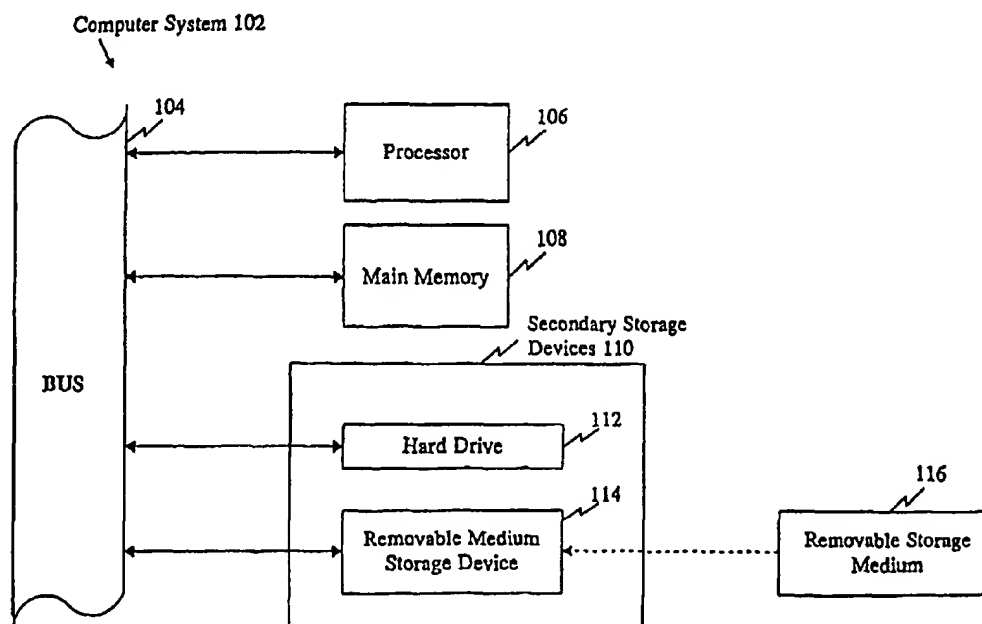 Computer System 102
104
106
Processor
108
Main Memory
Secondary Storage
Devices 110
BUS
112
Hard Drive
114
116
Removable Medium
Storage Device
Removable Storage
Medium